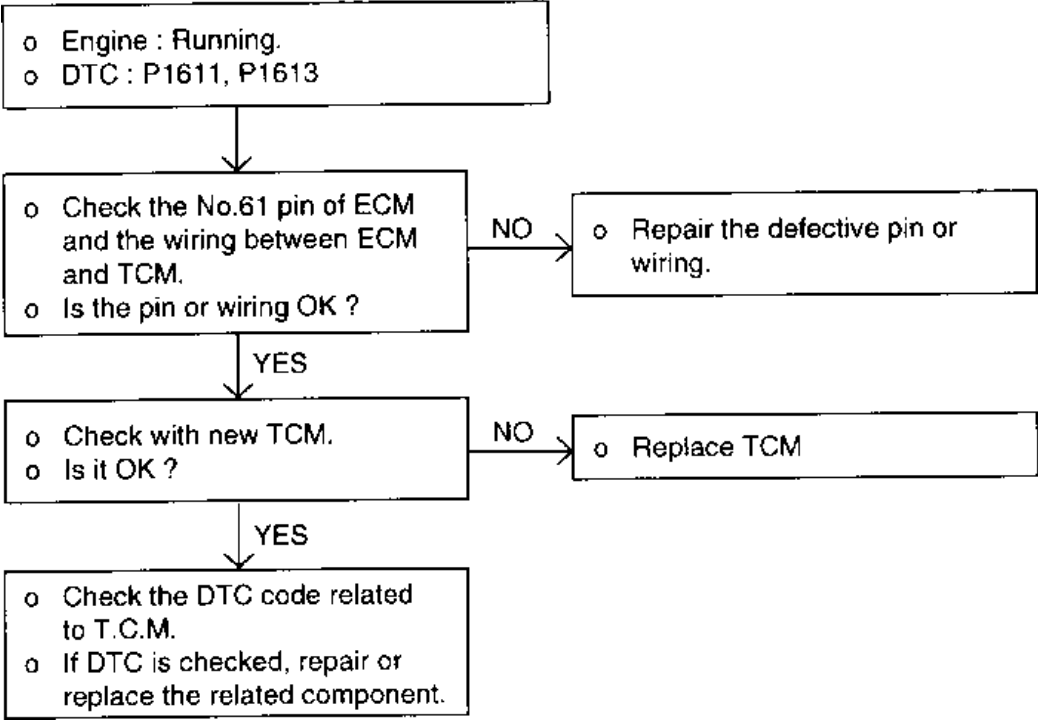 o Engine : Running.
o DTC : P1611, P1613
o Check the No.61 pin of ECM
and the wiring between ECM
and TCM.
o Is the pin or wiring OK ?
NO
o Repair the defective pin or
wiring.
YES
o Check with new TCM.
o Is it OK ?
NO
o Replace TCM
YES
o Check the DTC code related
to T.C.M.
o If DTC is checked, repair or
replace the related component.